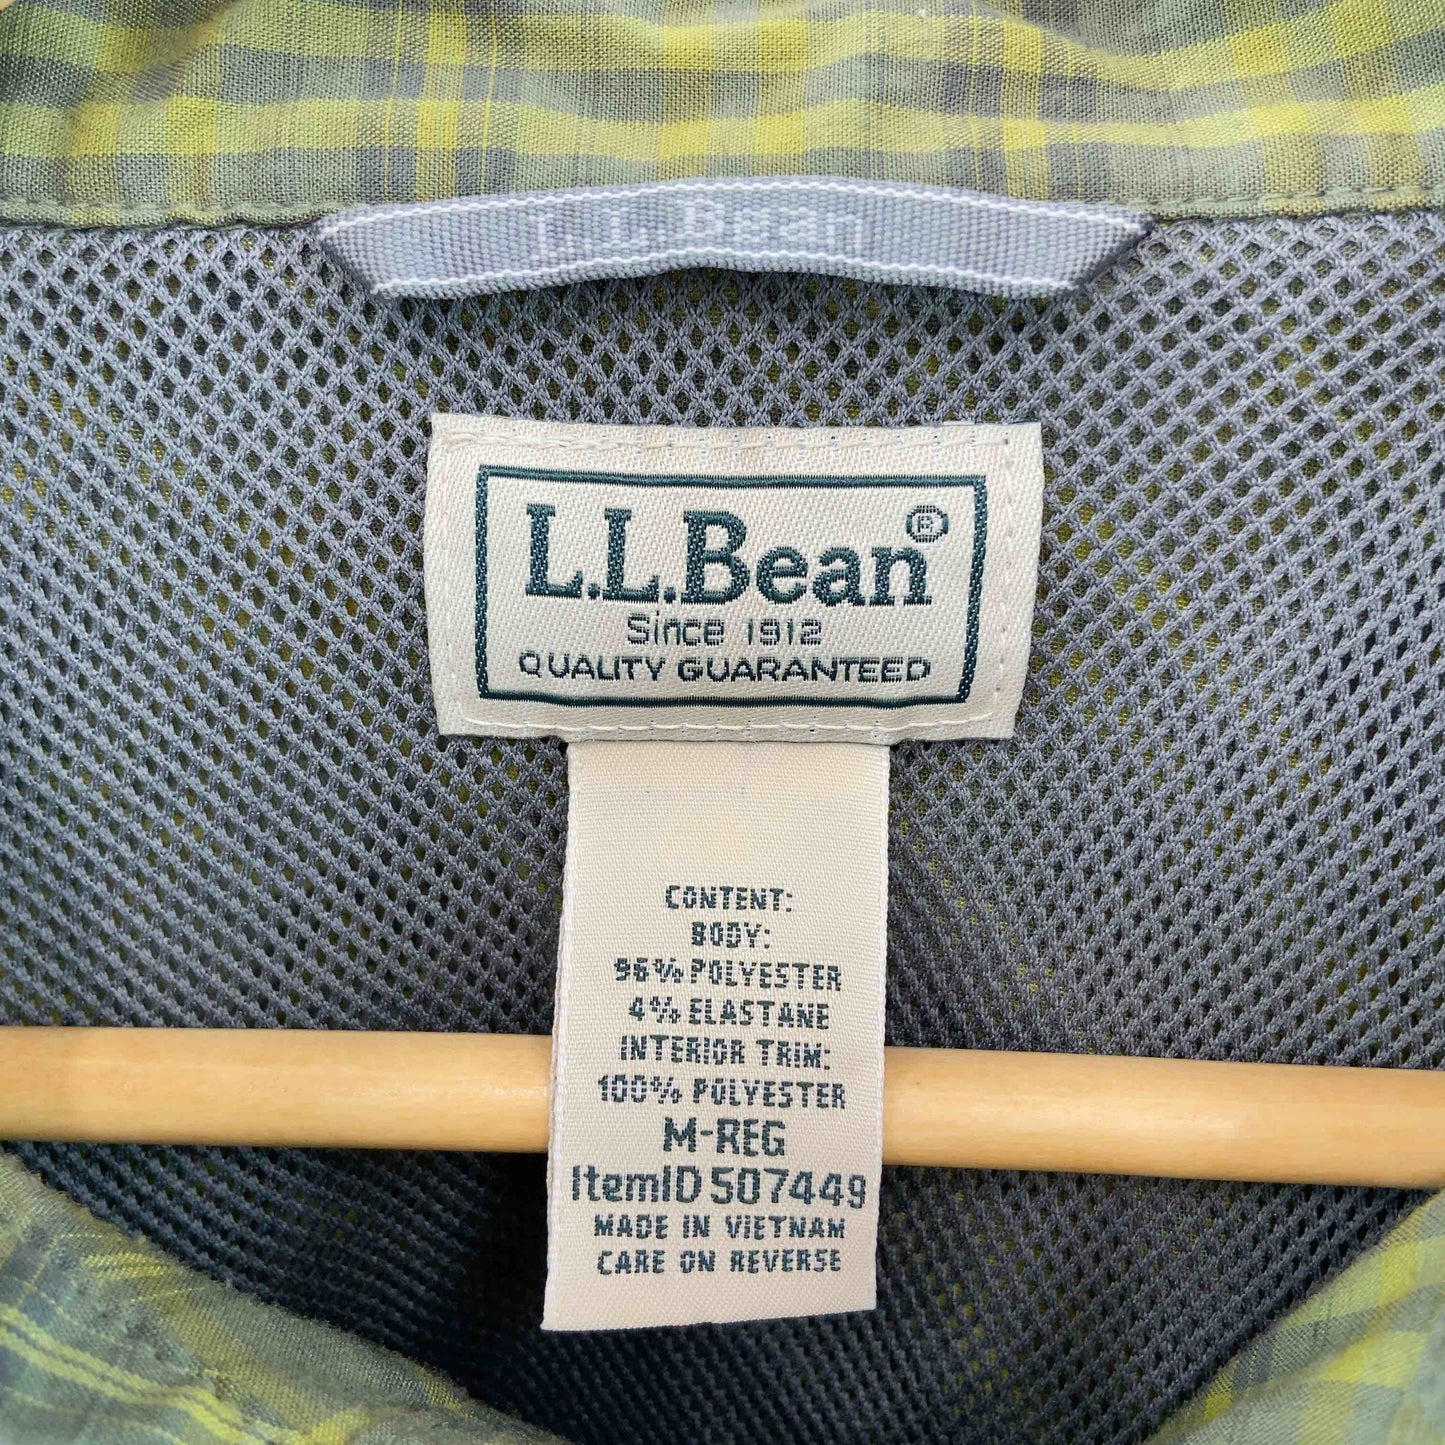 L.L.Bean
L.L.Bean®
Since 1912
QUALITY GUARANTEED
CONTENT:
BODY:
96% POLYESTER
4% ELASTANE
INTERIOR TRIM:
100% POLYESTER
M-REG
ItemID 507449
MADE IN VIETNAM
CARE ON REVERSE